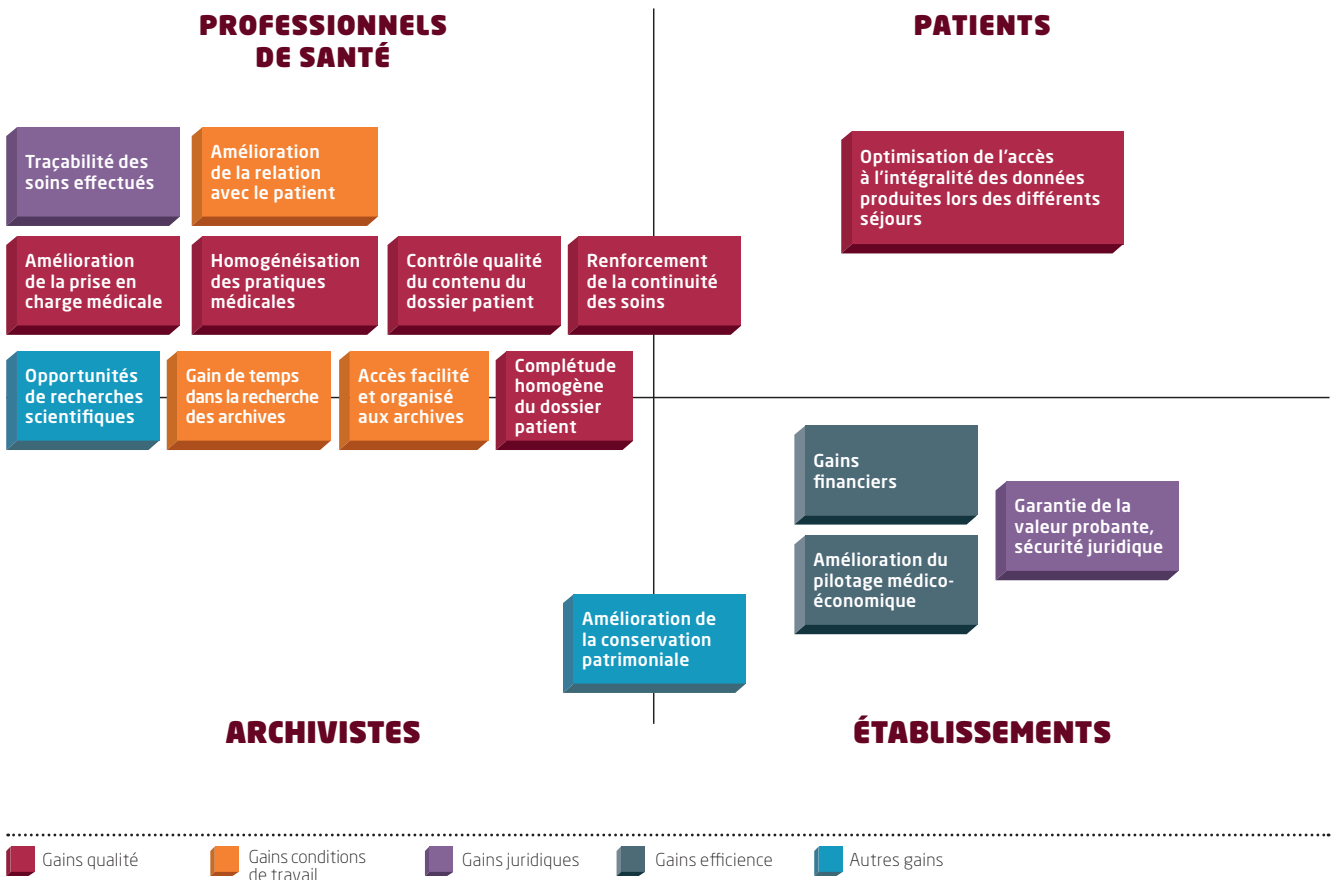 PROFESSIONNELS
DE SANTÉ
PATIENTS
Traçabilité des
soins effectués
Amélioration
de la relation
avec le patient
Optimisation de l'accès
à l'intégralité des données
produites lors des différents
séjours
Amélioration
de la prise en
charge médicale
Homogénéisation
des pratiques
médicales
Contrôle qualité
du contenu du
dossier patient
Renforcement
de la continuité
des soins
Opportunités
de recherches
scientifiques
Gain de temps
dans la recherche
des archives
Accès facilité
et organisé
aux archives
Complétude
homogène
du dossier
patient
Gains
financiers
Garantie de la
valeur probante,
sécurité juridique
Amélioration du
pilotage médico-
économique
Amélioration de
la conservation
patrimoniale
ARCHIVISTES
ÉTABLISSEMENTS
Gains qualité
Gains conditions
de travail
Gains juridiques
Gains efficience
Autres gains